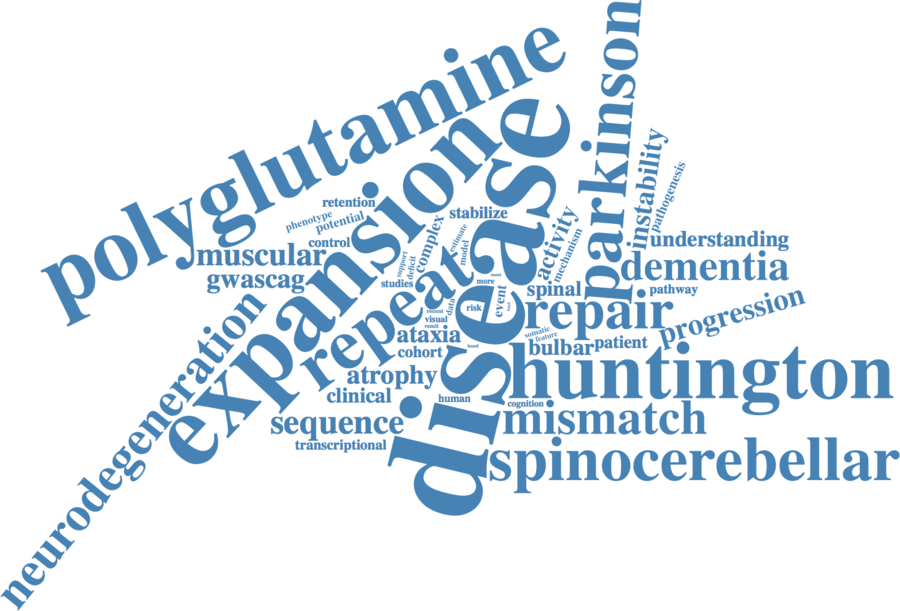 polyglutamine
expansione
disease
parkinson
repeat
huntington
spinocerebellar
neurodegeneration
repair
mismatch
dementia
progression
instability
pathogenesis
understanding
muscular
gwascag
retention
phenotype
potential
control
stabilize
complex
estimate
model
support
deficit
studies
activity
mechanism
spinal
pathway
event
more
most
risk
data
recent
visual
result
ataxia
cohort
atrophy
clinical
sequence
transcriptional
human
cognition
somatic
feature
bulbar
patient